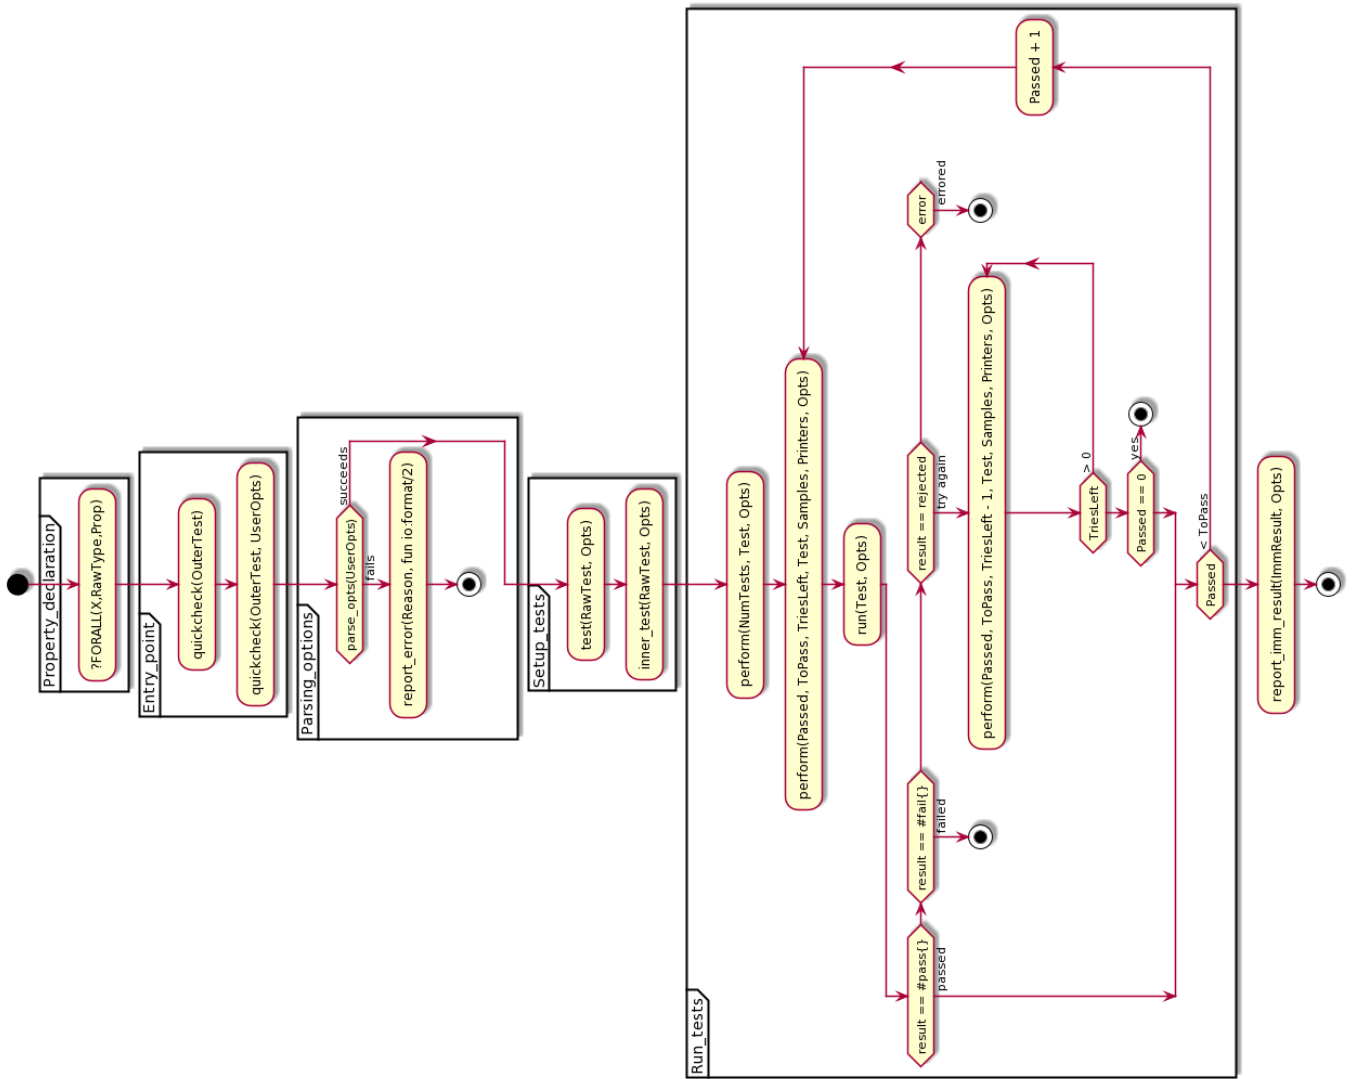 Property_declaration
?FORALL(X,RawType,Prop)
Entry_point
quickcheck(OuterTest)
quickcheck(OuterTest, UserOpts)
Parsing_options
parse_opts(UserOpts)
succeeds
fails
report_error(Reason, fun io:format/2)
Setup_tests
test(RawTest, Opts)
inner_test(RawTest, Opts)
Run_tests
perform(NumTests, Test, Opts)
perform(Passed, ToPass, TriesLeft, Test, Samples, Printers, Opts)
run(Test, Opts)
result == #pass{}
passed
result == #fail{}
failed
result == rejected
try again
error
errored
perform(Passed, ToPass, TriesLeft - 1, Test, Samples, Printers, Opts)
TriesLeft
> 0
Passed == 0
yes
Passed
< ToPass
Passed + 1
report_imm_result(ImmResult, Opts)